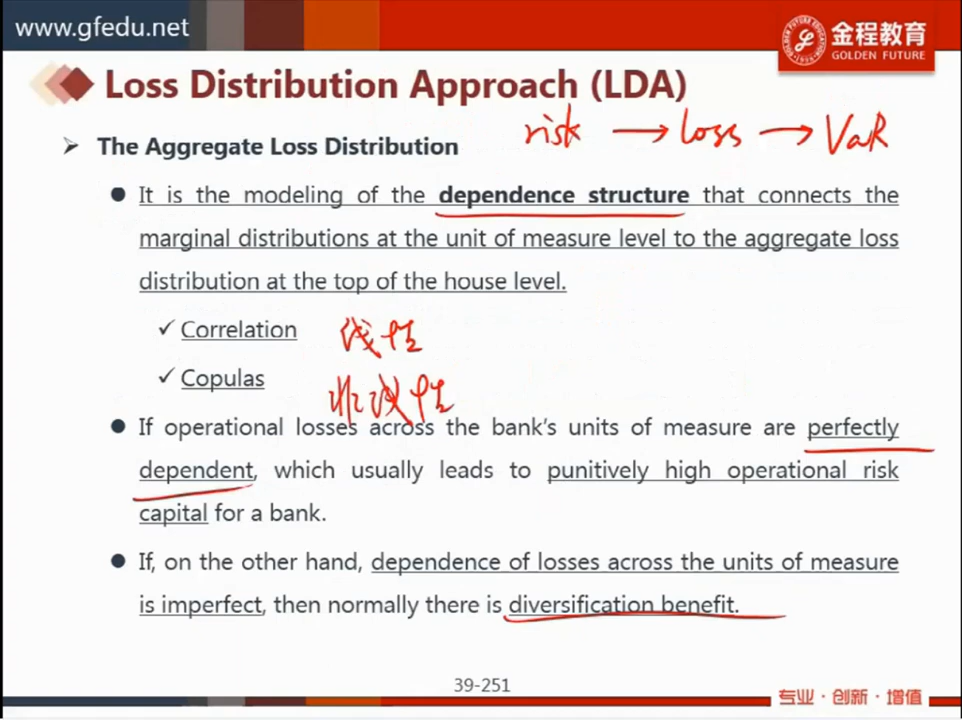 www.gfedu.net
金程教育
GOLDEN FUTURE
Loss Distribution Approach (LDA)
risk → loss → VaR
➢ The Aggregate Loss Distribution
● It is the modeling of the dependence structure that connects the
marginal distributions at the unit of measure level to the aggregate loss
distribution at the top of the house level.
✓ Correlation 线性
✓ Copulas 非线性
● If operational losses across the bank's units of measure are perfectly
dependent, which usually leads to punitively high operational risk
capital for a bank.
● If, on the other hand, dependence of losses across the units of measure
is imperfect, then normally there is diversification benefit.
39-251
专业·创新·增值